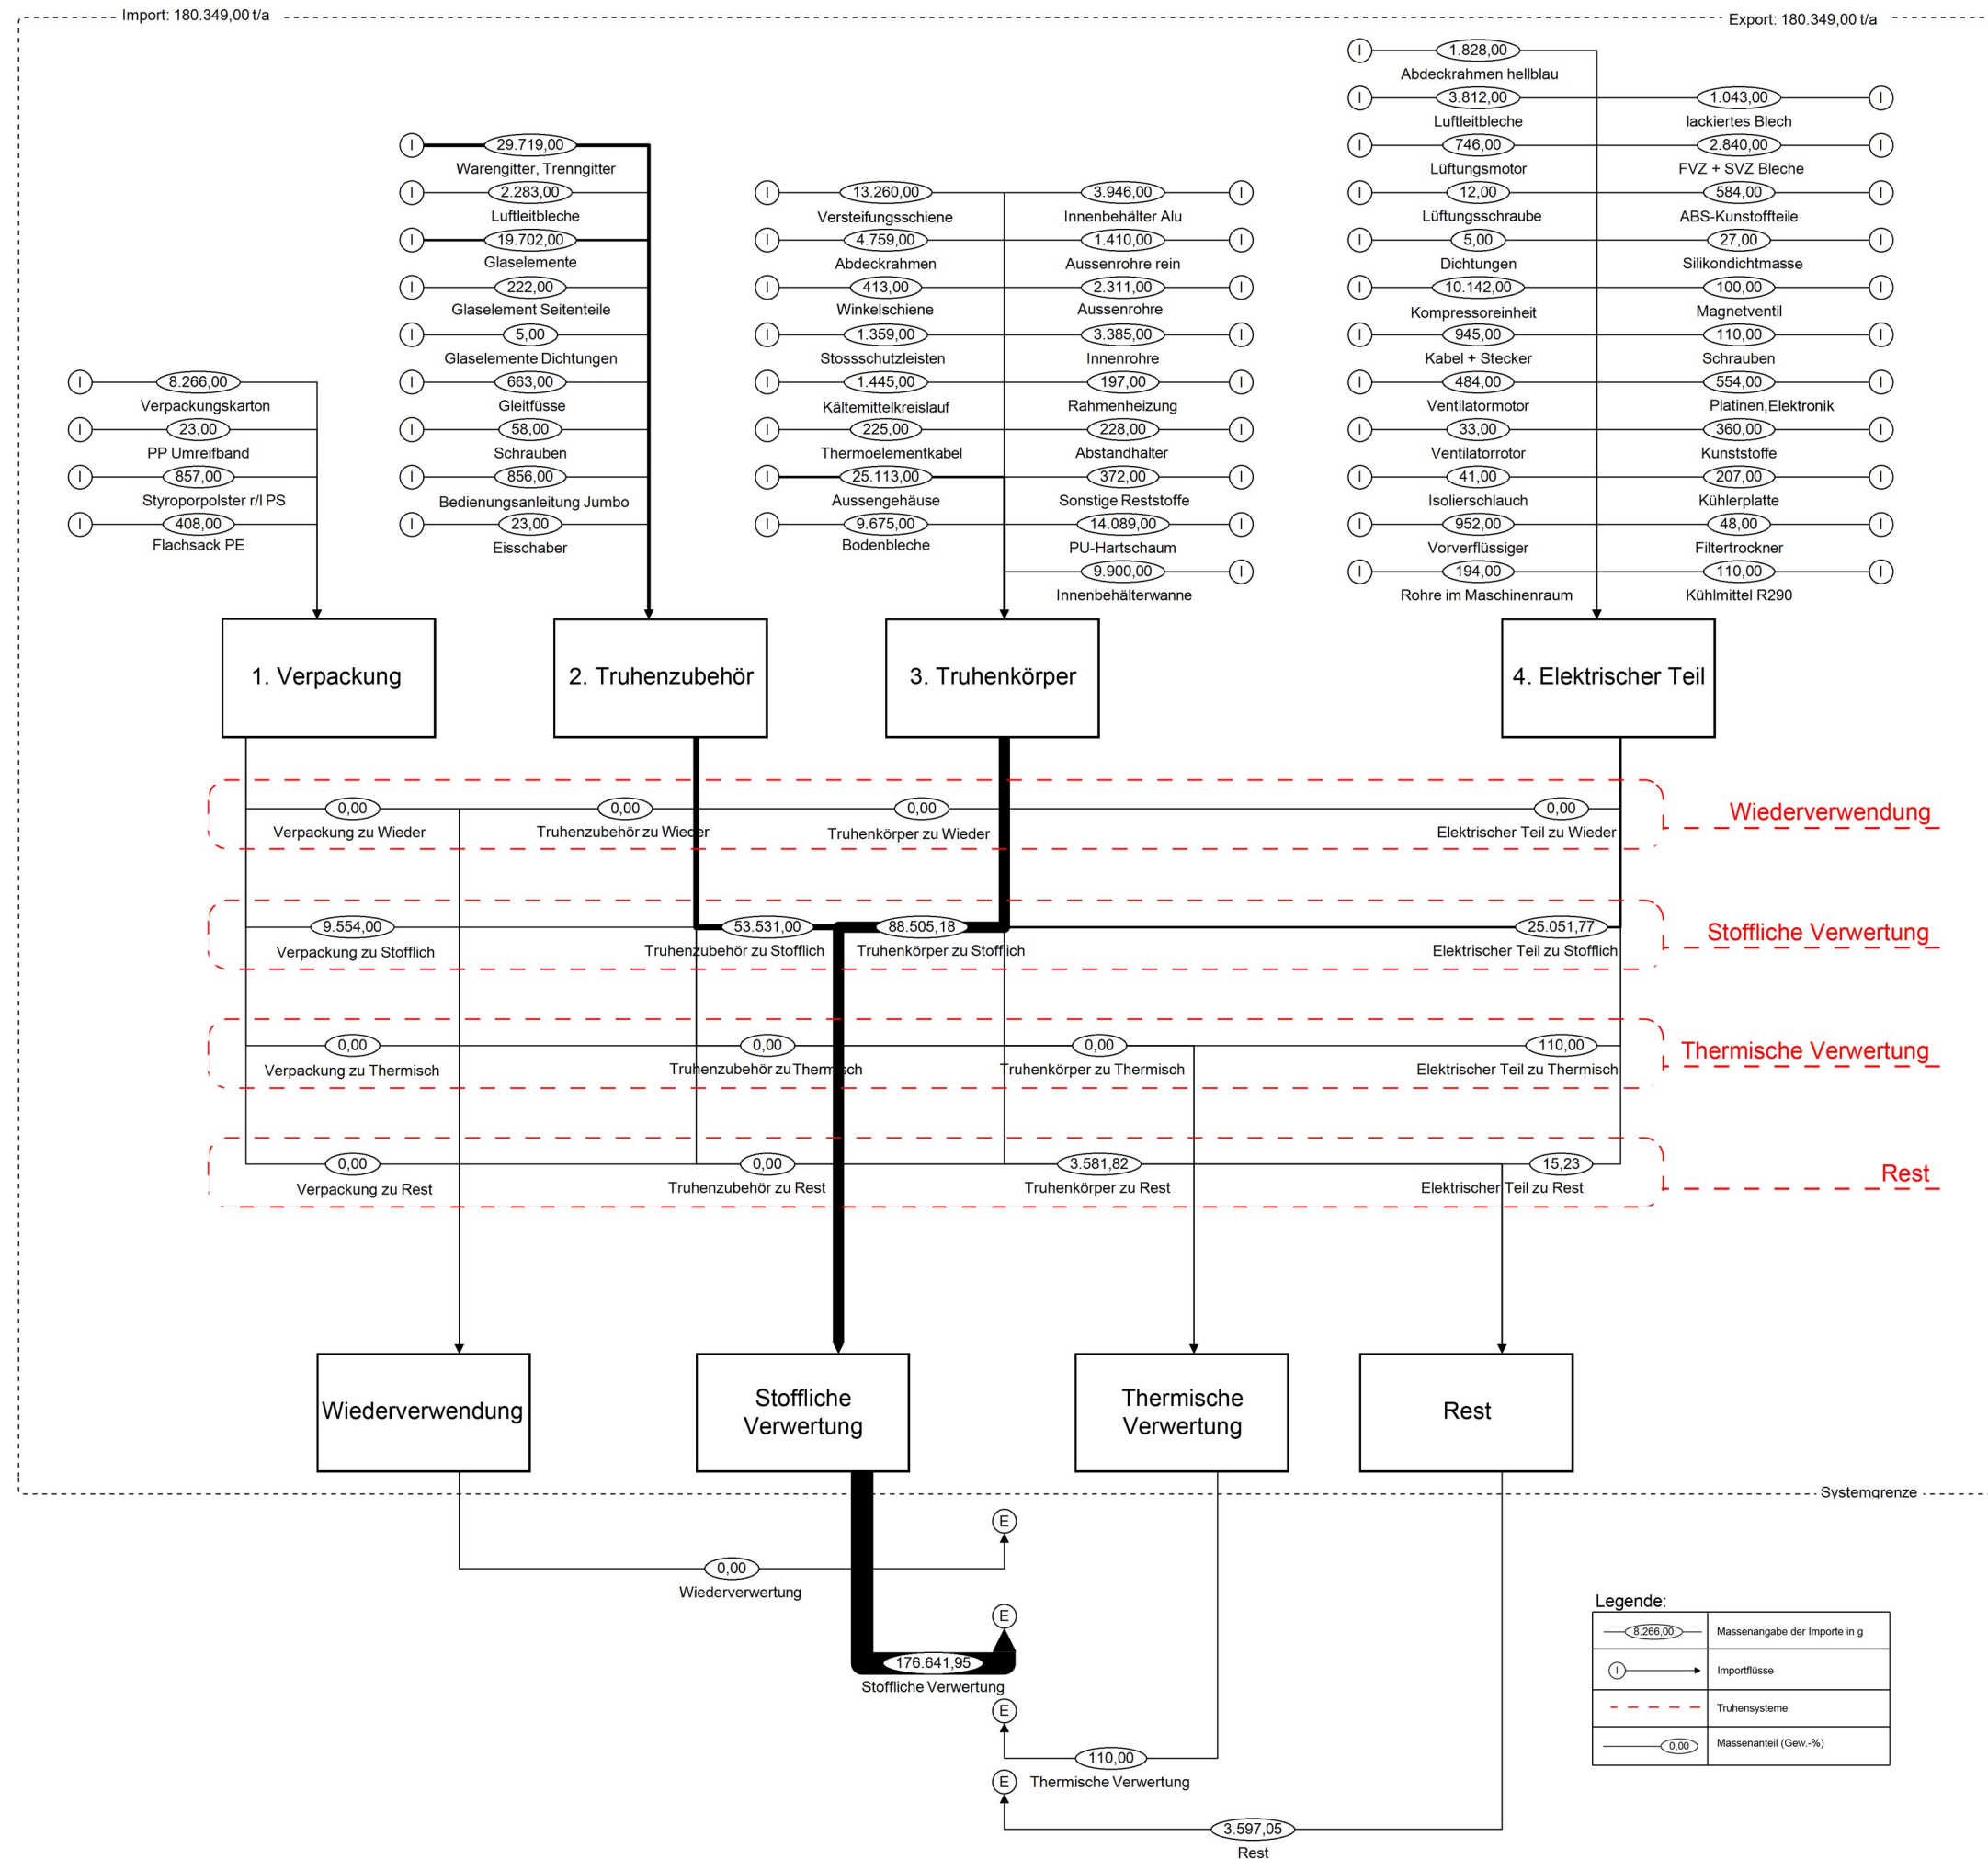 Import: 180.349,00 t/a
Export: 180.349,00 t/a
I 8.266,00
Verpackungskarton
I 23,00
PP Umreifband
I 857,00
Styroporpolster r/l PS
I 408,00
Flachsack PE
I 29.719,00
Warengitter, Trenngitter
I 2.283,00
Luftleitbleche
I 19.702,00
Glaselemente
I 222,00
Glaselement Seitenteile
I 5,00
Glaselemente Dichtungen
I 663,00
Gleitfüsse
I 58,00
Schrauben
I 856,00
Bedienungsanleitung Jumbo
I 23,00
Eisschaber
I 13.260,00 3.946,00 I
Versteifungsschiene Innenbehälter Alu
I 4.759,00 1.410,00 I
Abdeckrahmen Aussenrohre rein
I 413,00 2.311,00 I
Winkelschiene Aussenrohre
I 1.359,00 3.385,00 I
Stossschutzleisten Innenrohre
I 1.445,00 197,00 I
Kältemittelkreislauf Rahmenheizung
I 225,00 228,00 I
Thermoelementkabel Abstandhalter
I 25.113,00 372,00 I
Aussengehäuse Sonstige Reststoffe
I 9.675,00 14.089,00 I
Bodenbleche PU-Hartschaum
9.900,00 I
Innenbehälterwanne
I 1.828,00
Abdeckrahmen hellblau
I 3.812,00 1.043,00 I
Luftleitbleche lackiertes Blech
I 746,00 2.840,00 I
Lüftungsmotor FVZ + SVZ Bleche
I 12,00 584,00 I
Lüftungsschraube ABS-Kunstoffteile
I 5,00 27,00 I
Dichtungen Silikondichtmasse
I 10.142,00 100,00 I
Kompressoreinheit Magnetventil
I 945,00 110,00 I
Kabel + Stecker Schrauben
I 484,00 554,00 I
Ventilatormotor Platinen,Elektronik
I 33,00 360,00 I
Ventilatorrotor Kunststoffe
I 41,00 207,00 I
Isolierschlauch Kühlerplatte
I 952,00 48,00 I
Vorverflüssiger Filtertrockner
I 194,00 110,00 I
Rohre im Maschinenraum Kühlmittel R290
1. Verpackung
2. Truhenzubehör
3. Truhenkörper
4. Elektrischer Teil
0,00 0,00 0,00 0,00
Verpackung zu Wieder Truhenzubehör zu Wieder Truhenkörper zu Wieder Elektrischer Teil zu Wieder
Wiederverwendung
9.554,00 53.531,00 88.505,18 25.051,77
Verpackung zu Stofflich Truhenzubehör zu Stofflich Truhenkörper zu Stofflich Elektrischer Teil zu Stofflich
Stoffliche Verwertung
0,00 0,00 0,00 110,00
Verpackung zu Thermisch Truhenzubehör zu Thermisch Truhenkörper zu Thermisch Elektrischer Teil zu Thermisch
Thermische Verwertung
0,00 0,00 3.581,82 15,23
Verpackung zu Rest Truhenzubehör zu Rest Truhenkörper zu Rest Elektrischer Teil zu Rest
Rest
Wiederverwendung
Stoffliche
Verwertung
Thermische
Verwertung
Rest
Systemgrenze
E
0,00
Wiederverwertung
E
176.641,95
Stoffliche Verwertung
E
110,00
Thermische Verwertung
E
3.597,05
Rest
Legende:
8.266,00 Massenangabe der Importe in g
I Importflüsse
Truhensysteme
0,00 Massenanteil (Gew.-%)